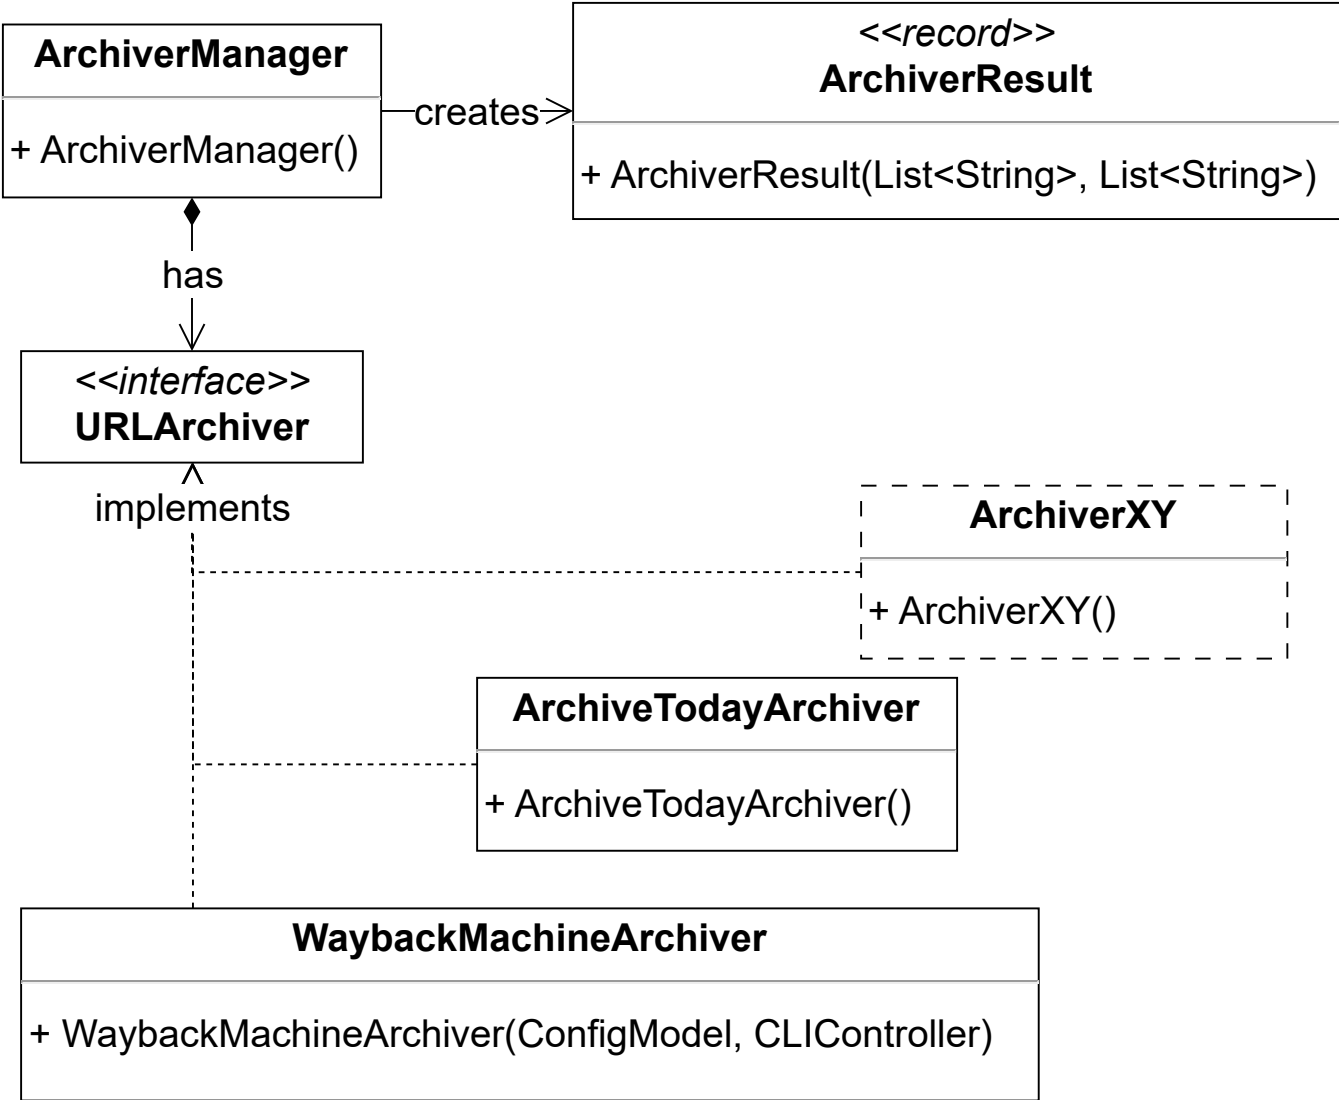 ArchiverManager
+ ArchiverManager()
creates
<<record>>
ArchiverResult
+ ArchiverResult(List<String>, List<String>)
has
<<interface>>
URLArchiver
implements
ArchiverXY
+ ArchiverXY()
ArchiveTodayArchiver
+ ArchiveTodayArchiver()
WaybackMachineArchiver
+ WaybackMachineArchiver(ConfigModel, CLIController)